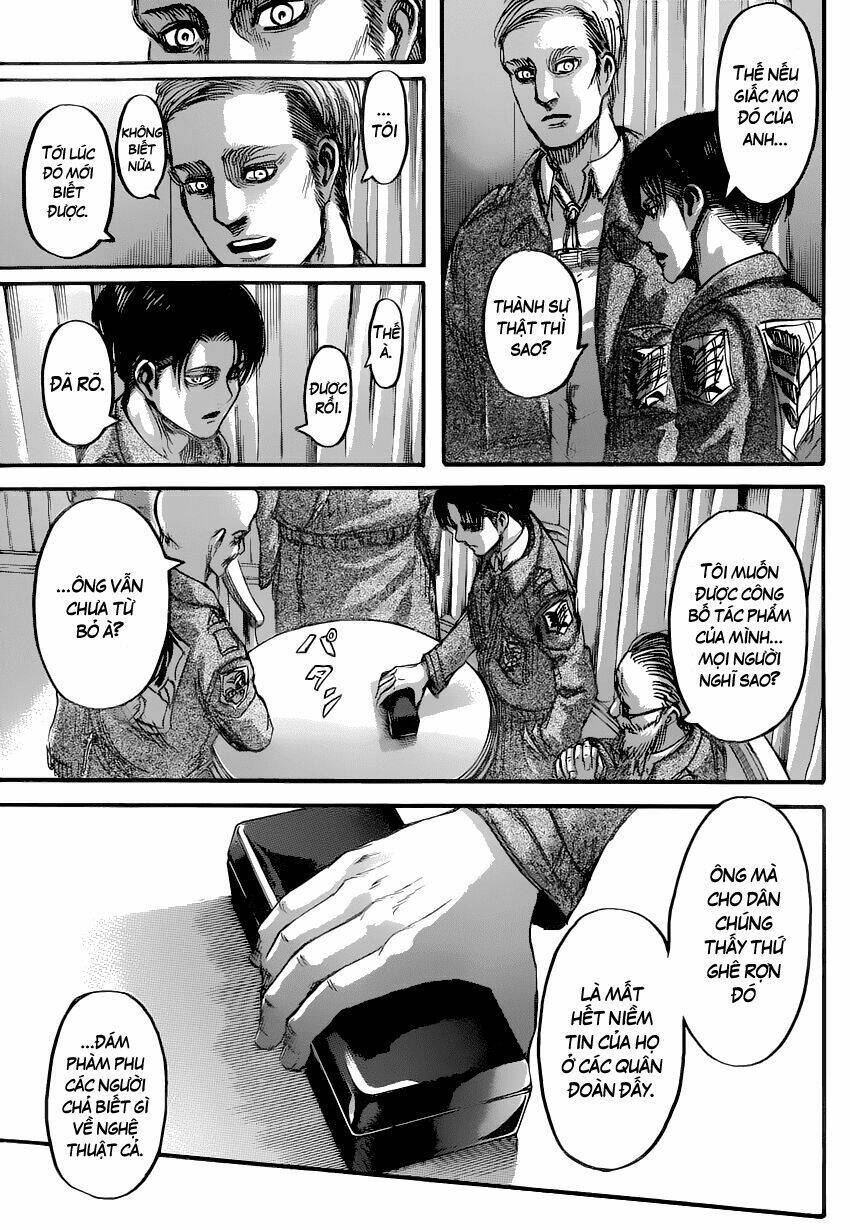 THẾ NẾU
GIẤC MƠ
ĐÓ CỦA
ANH...
THÀNH SỰ
THẬT THÌ
SAO?
... TÔI
KHÔNG
BIẾT
NỮA.
TỚI LÚC
ĐÓ MỚI
BIẾT
ĐƯỢC.
THẾ
À.
ĐƯỢC
RỒI.
ĐÃ RÕ.
TÔI MUỐN
ĐƯỢC CÔNG
BỐ TÁC PHẨM
CỦA MÌNH...
MỌI NGƯỜI
NGHĨ SAO?
パタン
...ÔNG VẪN
CHƯA TỪ
BỎ À?
ÔNG MÀ
CHO DÂN
CHÚNG
THẤY THỨ
GHÊ RỢN
ĐÓ
LÀ MẤT
HẾT NIỀM
TIN CỦA HỌ
Ở CÁC QUÂN
ĐOÀN ĐẤY.
...ĐÁM
PHÀM PHU
CÁC NGƯỜI
CHẢ BIẾT GÌ
VỀ NGHỆ
THUẬT CẢ.